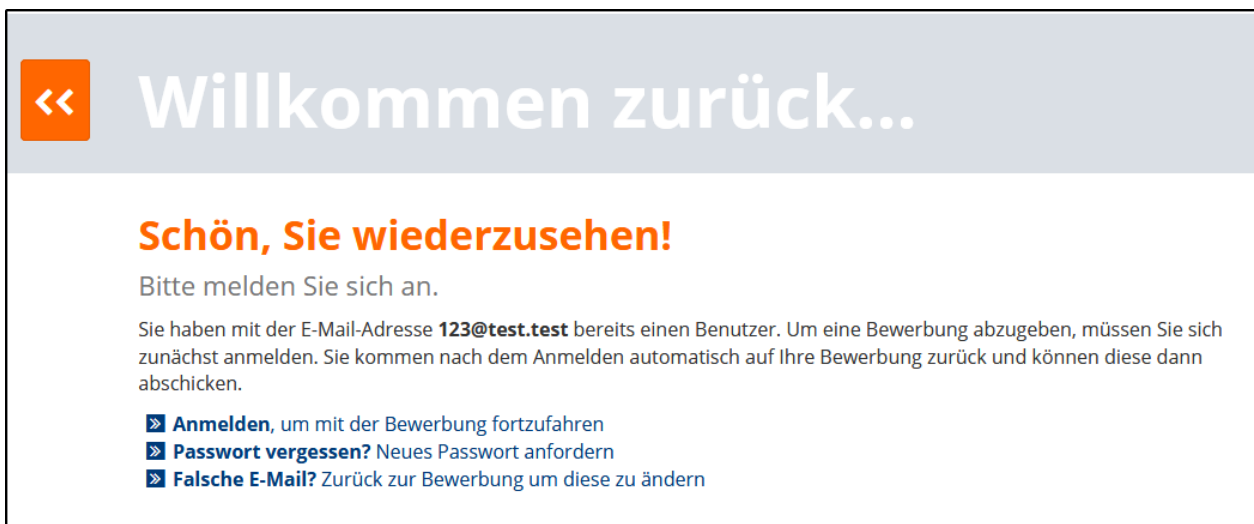 Willkommen zurück...
Schön, Sie wiederzusehen!
Bitte melden Sie sich an.
Sie haben mit der E-Mail-Adresse 123@test.test bereits einen Benutzer. Um eine Bewerbung abzugeben, müssen Sie sich
zunächst anmelden. Sie kommen nach dem Anmelden automatisch auf Ihre Bewerbung zurück und können diese dann
abschicken.
Anmelden, um mit der Bewerbung fortzufahren
Passwort vergessen? Neues Passwort anfordern
Falsche E-Mail? Zurück zur Bewerbung um diese zu ändern